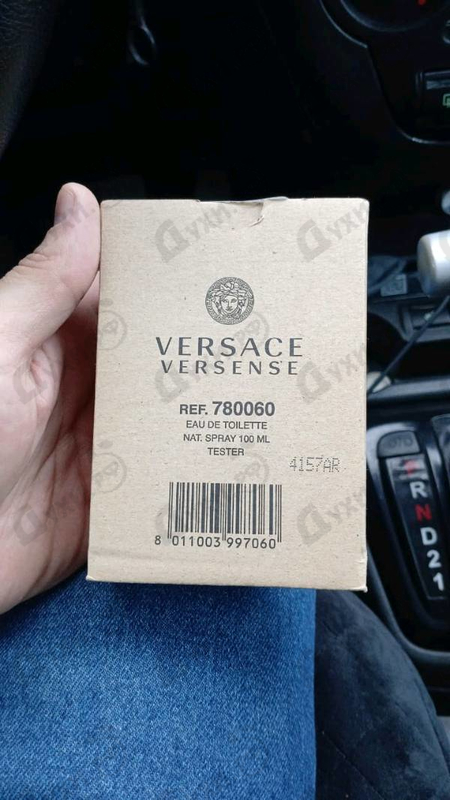 VERSACE
VERSENSE
REF. 780060
EAU DE TOILETTE
NAT. SPRAY 100 ML
TESTER
4157AR
8 011003 997060
R
N
D
2
1